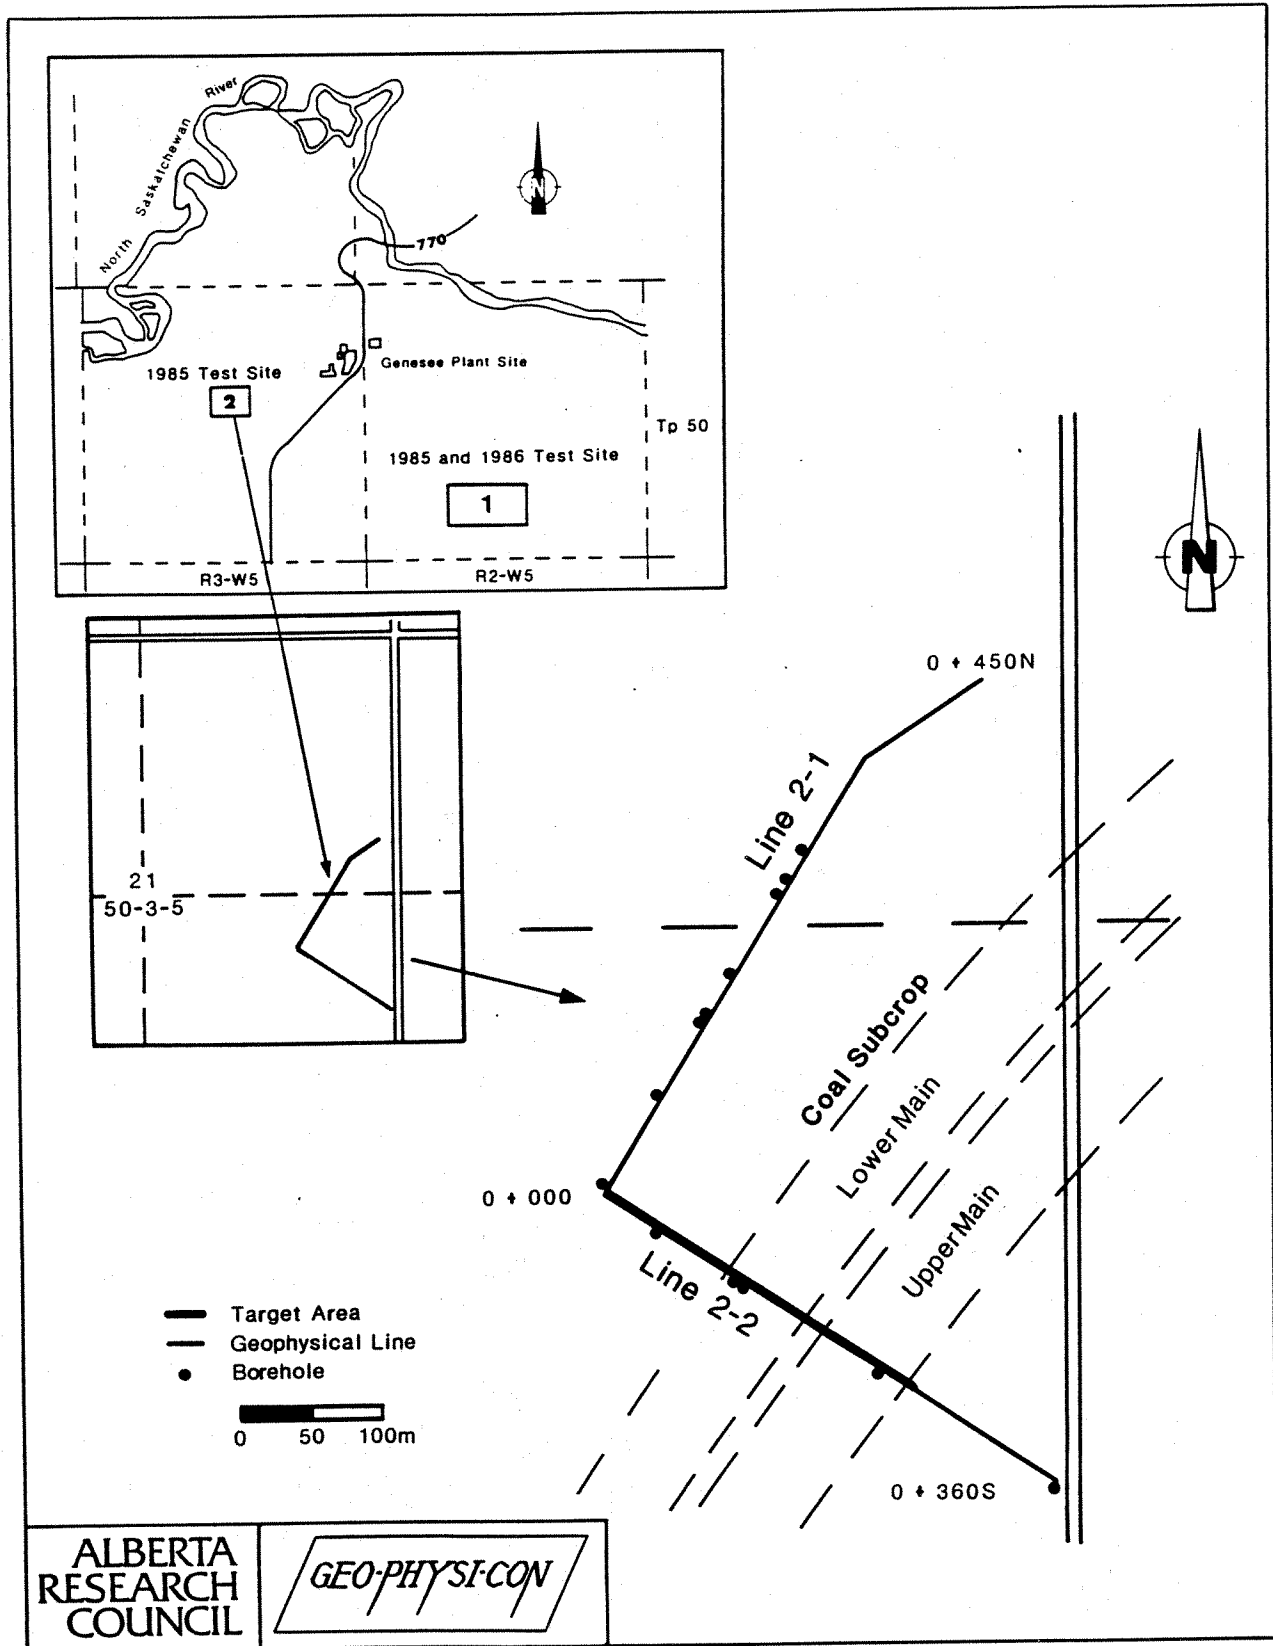 North Saskatchewan River
N
770
1985 Test Site
2
Genesee Plant Site
Tp 50
1985 and 1986 Test Site
1
R3-W5
R2-W5
N
21
50-3-5
0 + 450N
Line 2-1
Coal Subcrop
Lower Main
Upper Main
0 + 000
Line 2-2
0 + 360S
Target Area
Geophysical Line
Borehole
0 50 100m
ALBERTA
RESEARCH
COUNCIL
GEO-PHYSI-CON